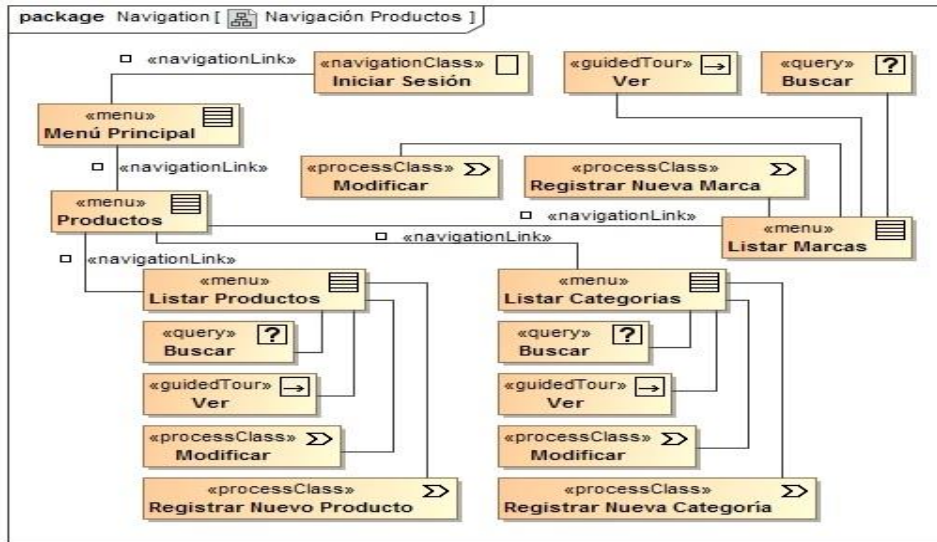 package Navigation [ Navigación Productos ]
«navigationLink»
«navigationClass»
Iniciar Sesión
«guidedTour»
Ver
«query»
Buscar
?
«menu»
Menú Principal
«navigationLink»
«processClass»
Modificar
«processClass»
Registrar Nueva Marca
«menu»
Productos
«navigationLink»
«menu»
Listar Marcas
«navigationLink»
«navigationLink»
«menu»
Listar Productos
«menu»
Listar Categorias
«query»
Buscar
?
«query»
Buscar
?
«guidedTour»
Ver
«guidedTour»
Ver
«processClass»
Modificar
«processClass»
Modificar
«processClass»
Registrar Nuevo Producto
«processClass»
Registrar Nueva Categoría